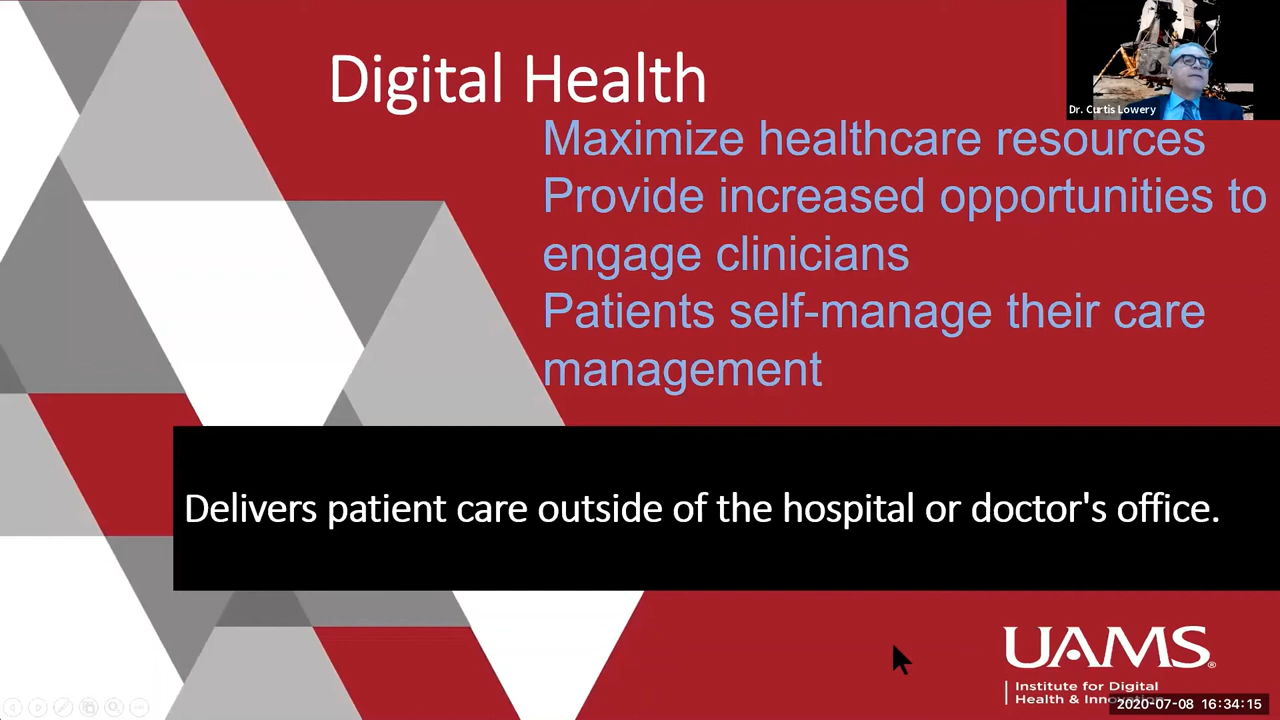 Digital Health
Dr. Curtis Lowery
Maximize healthcare resources
Provide increased opportunities to
engage clinicians
Patients self-manage their care
management
Delivers patient care outside of the hospital or doctor's office.
UAMS®
Institute for Digital
Health & Innovation
2020-07-08 16:34:15